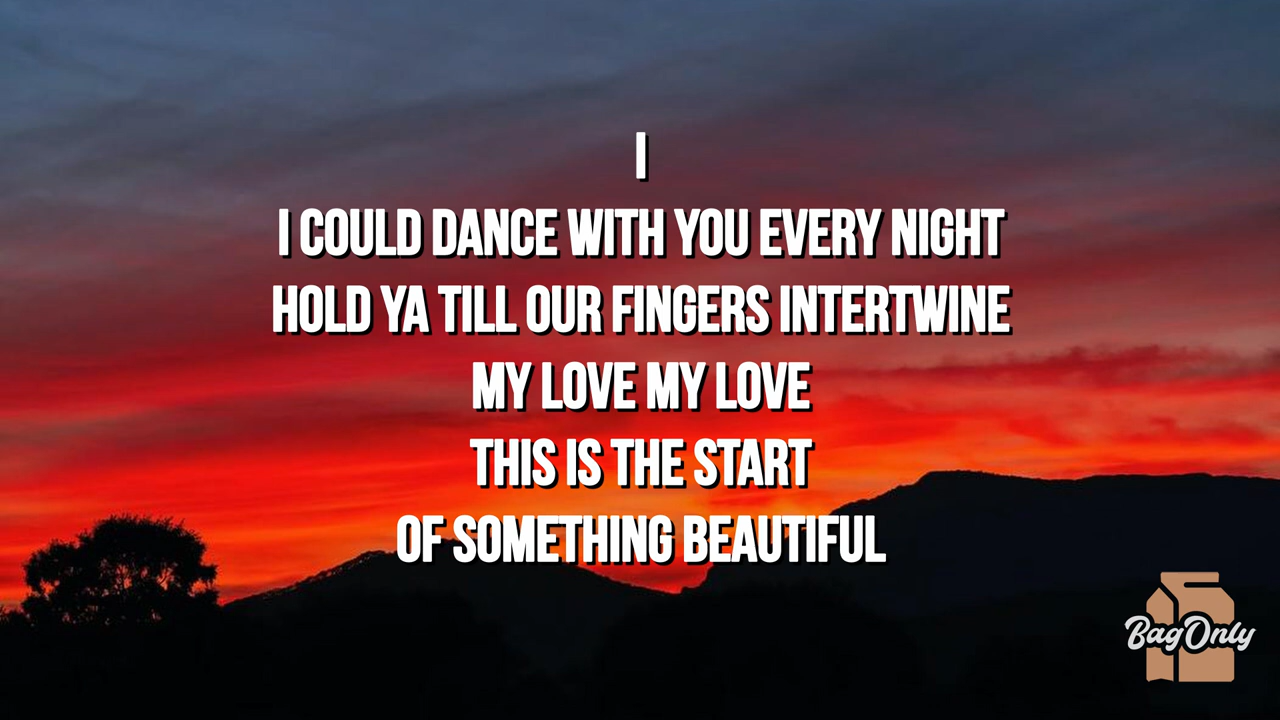 I
I COULD DANCE WITH YOU EVERY NIGHT
HOLD YA TILL OUR FINGERS INTERTWINE
MY LOVE MY LOVE
THIS IS THE START
OF SOMETHING BEAUTIFUL
BagOnly